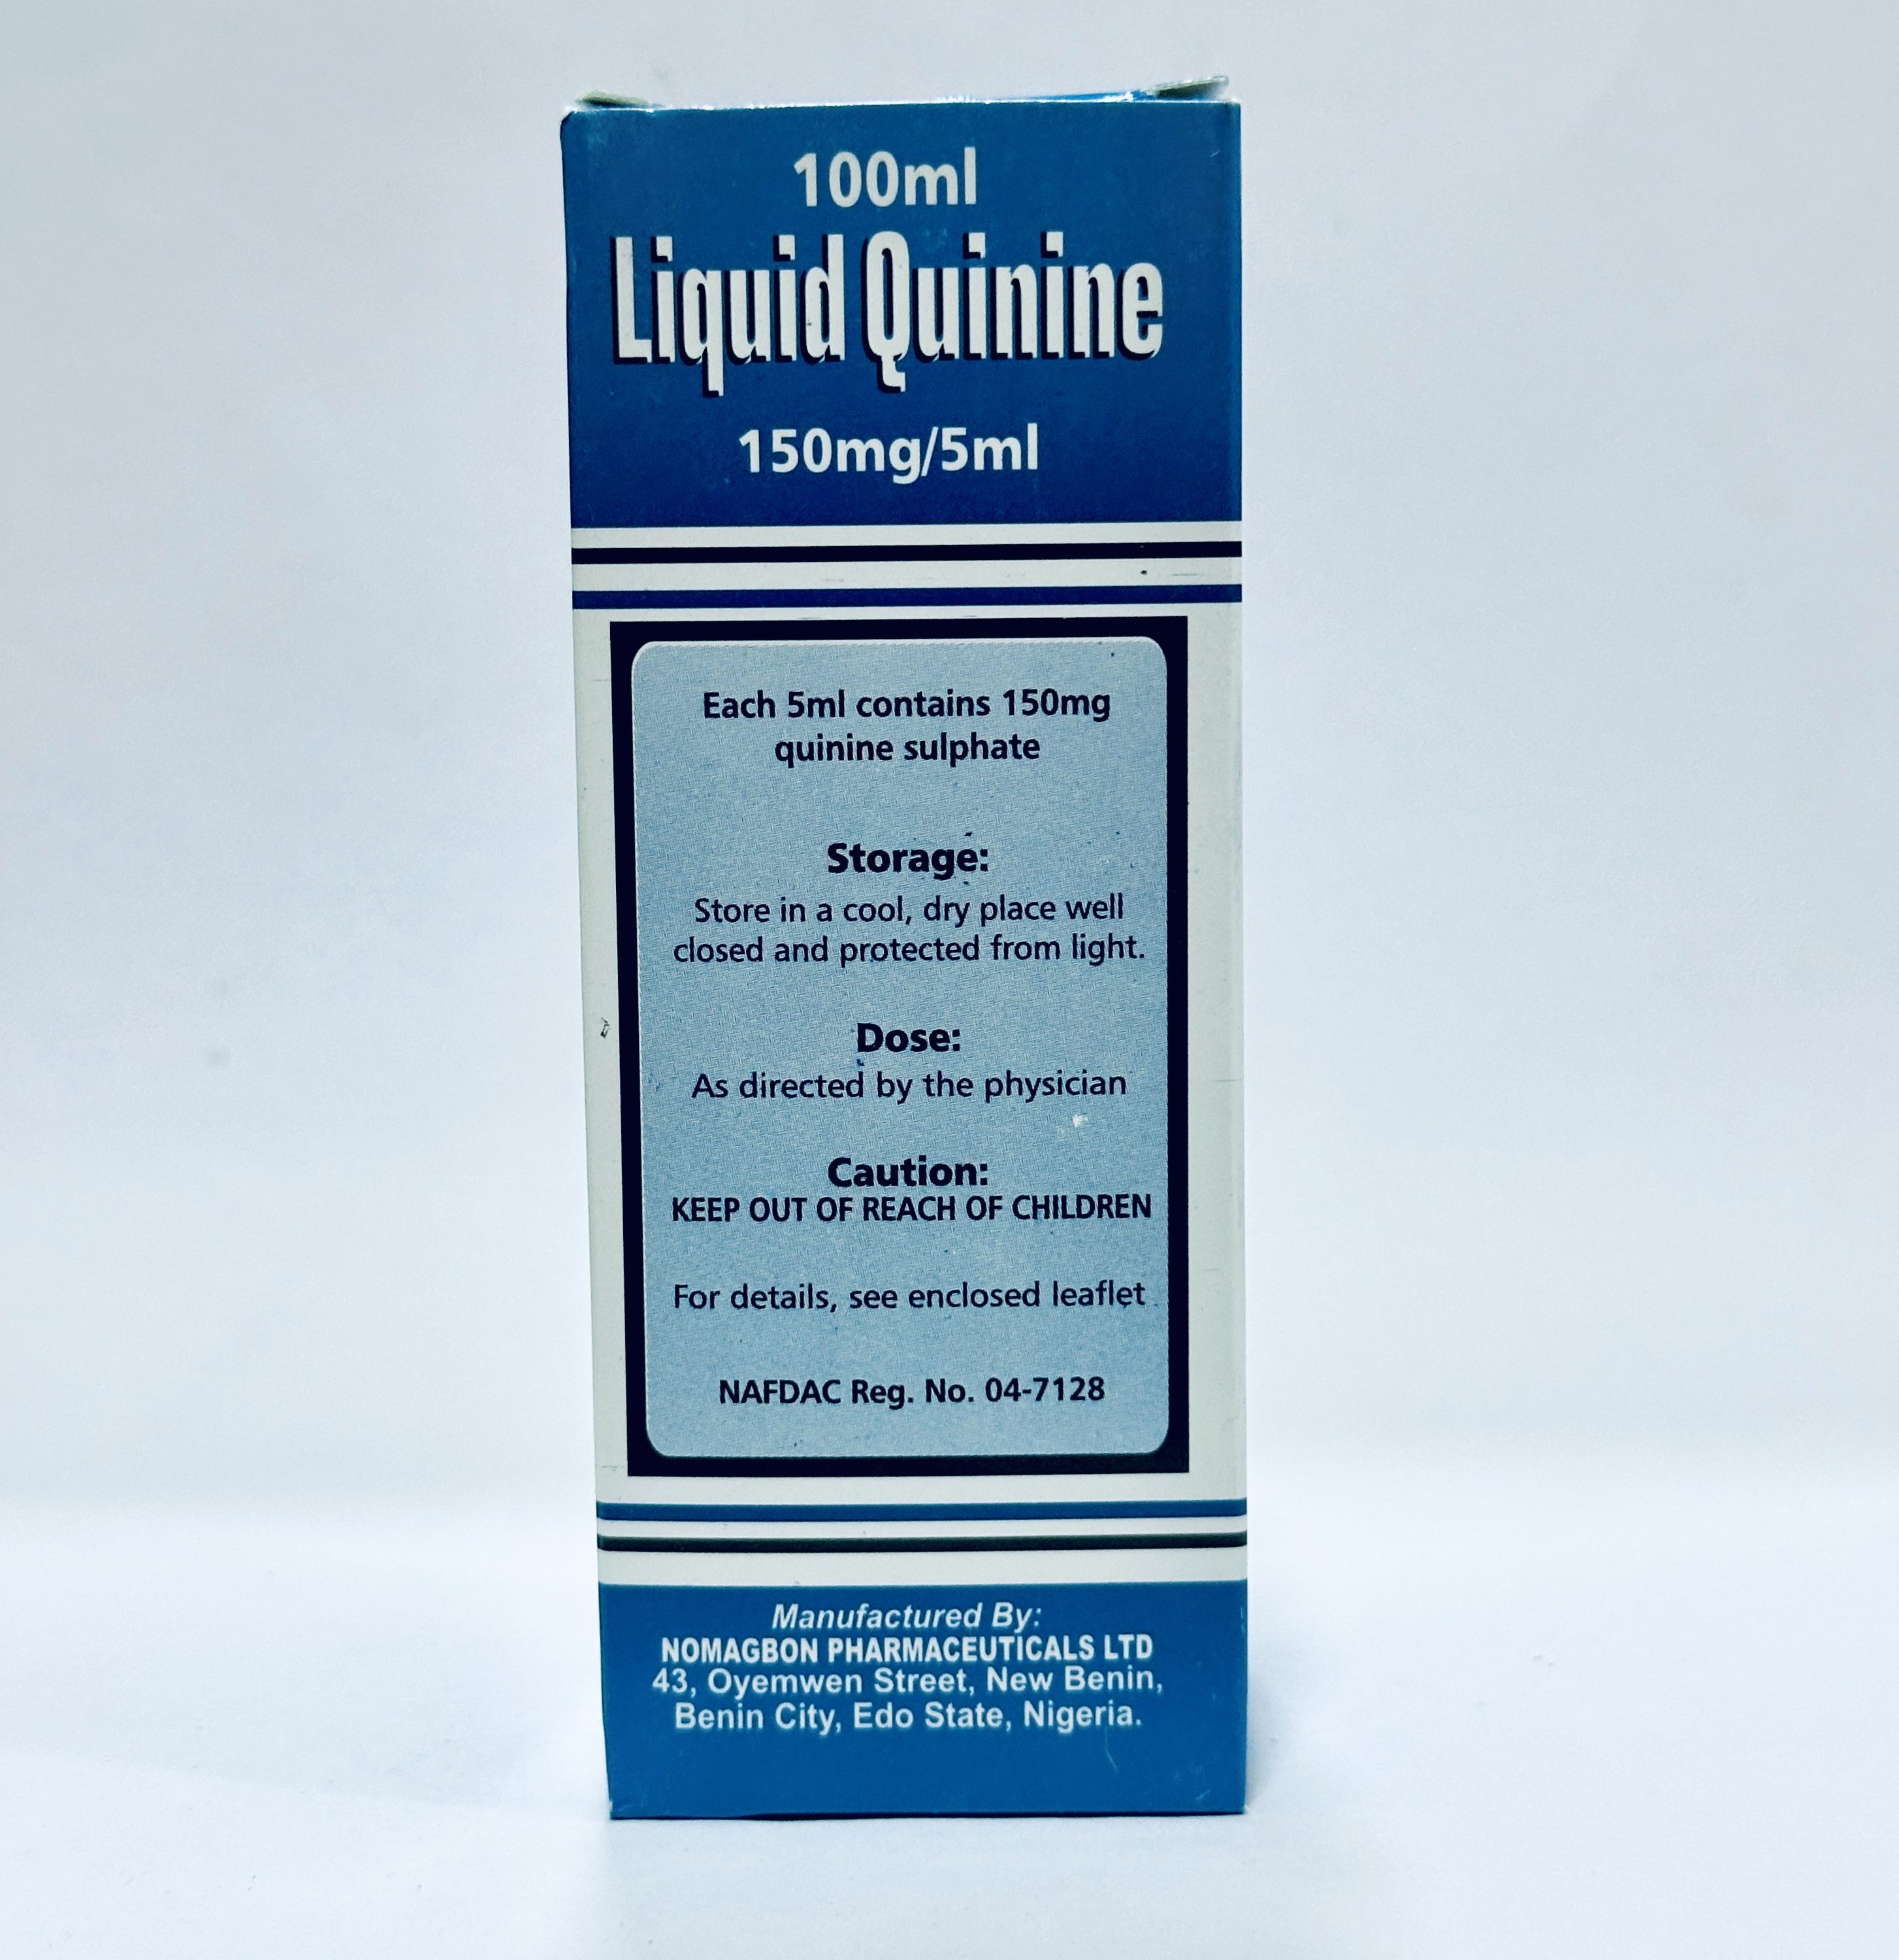 100ml
Liquid Quinine
150mg/5ml
Each 5ml contains 150mg
quinine sulphate
Storage:
Store in a cool, dry place well
closed and protected from light.
Dose:
As directed by the physician
Caution:
KEEP OUT OF REACH OF CHILDREN
For details, see enclosed leaflet
NAFDAC Reg. No. 04-7128
Manufactured By:
NOMAGBON PHARMACEUTICALS LTD
43, Oyemwen Street, New Benin,
Benin City, Edo State, Nigeria.